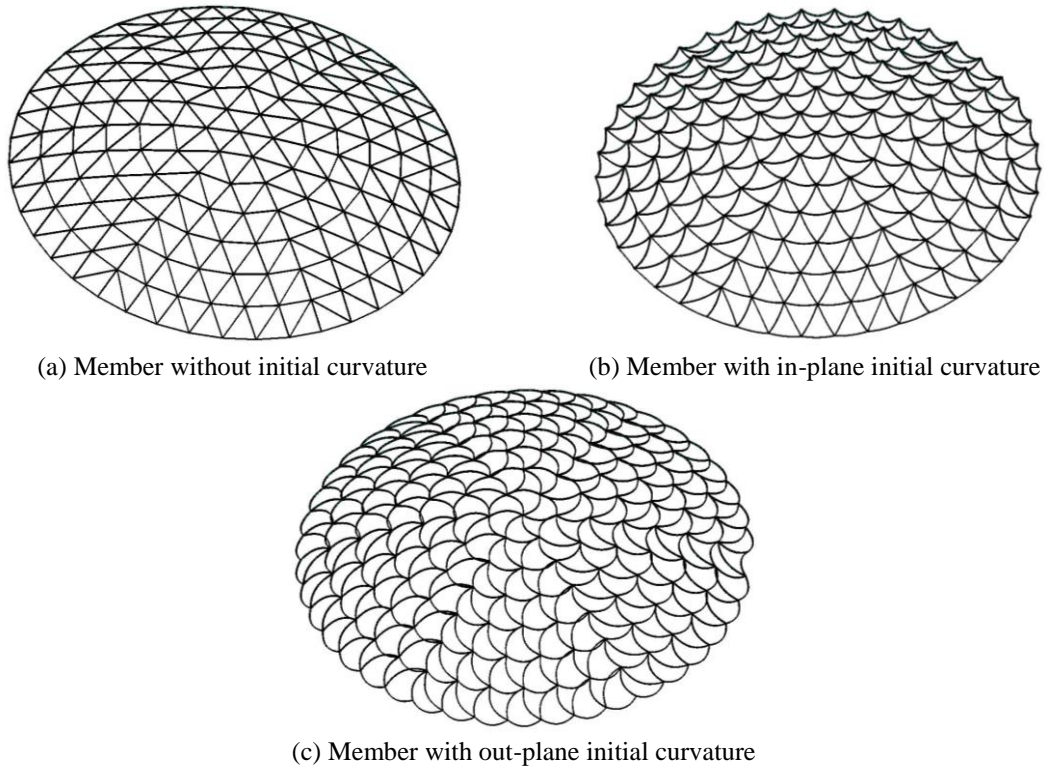 (a) Member without initial curvature
(b) Member with in-plane initial curvature
(c) Member with out-plane initial curvature